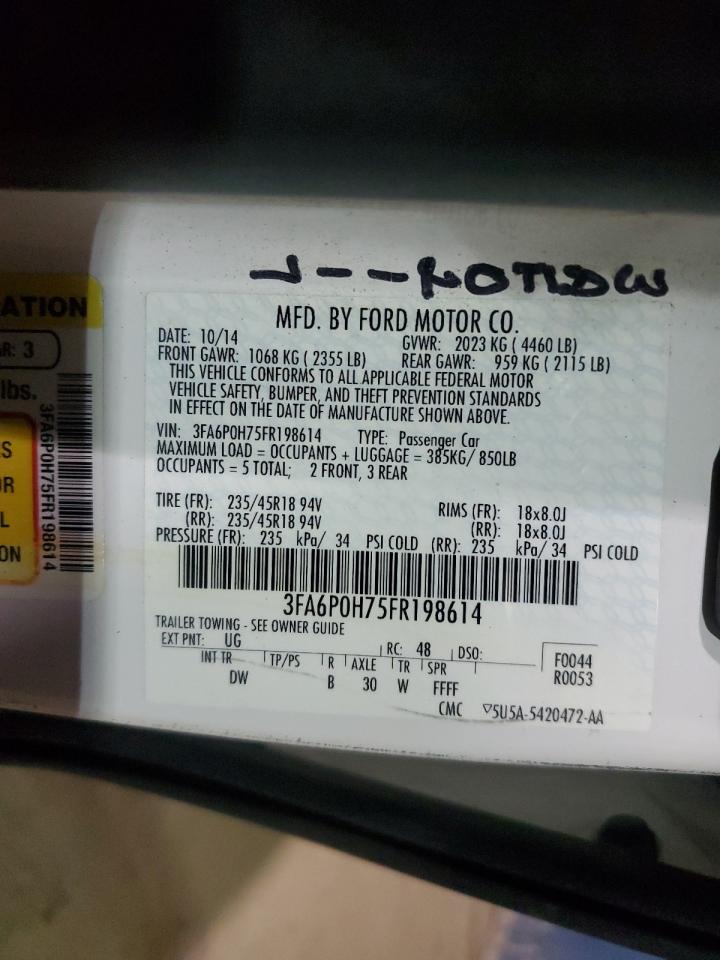 MFD. BY FORD MOTOR CO.
DATE: 10/14 GVWR: 2023 KG ( 4460 LB)
FRONT GAWR: 1068 KG ( 2355 LB) REAR GAWR: 959 KG ( 2115 LB)
THIS VEHICLE CONFORMS TO ALL APPLICABLE FEDERAL MOTOR
VEHICLE SAFETY, BUMPER, AND THEFT PREVENTION STANDARDS
IN EFFECT ON THE DATE OF MANUFACTURE SHOWN ABOVE.
VIN: 3FA6P0H75FR198614 TYPE: Passenger Car
MAXIMUM LOAD = OCCUPANTS + LUGGAGE = 385KG/ 850LB
OCCUPANTS = 5 TOTAL; 2 FRONT, 3 REAR
TIRE (FR): 235/45R18 94V RIMS (FR): 18x8.0J
(RR): 235/45R18 94V (RR): 18x8.0J
PRESSURE (FR): 235 kPa/ 34 PSI COLD (RR): 235 kPa/ 34 PSI COLD
3FA6P0H75FR198614
TRAILER TOWING - SEE OWNER GUIDE
EXT PNT: UG RC: 48 DSO:
INT TR TP/PS R AXLE TR SPR F0044
DW B 30 W FFFF R0053
CMC ▽5U5A-5420472-AA
ATION
AR: 3
lbs.
3FA6P0H75FR198614
S
OR
L
ON